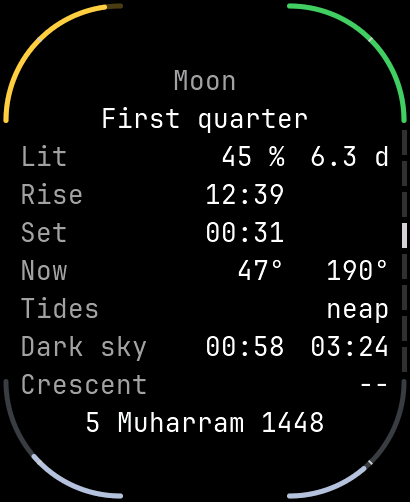 Moon
First quarter
Lit 45 % 6.3 d
Rise 12:39
Set 00:31
Now 47° 190°
Tides neap
Dark sky 00:58 03:24
Crescent --
5 Muharram 1448